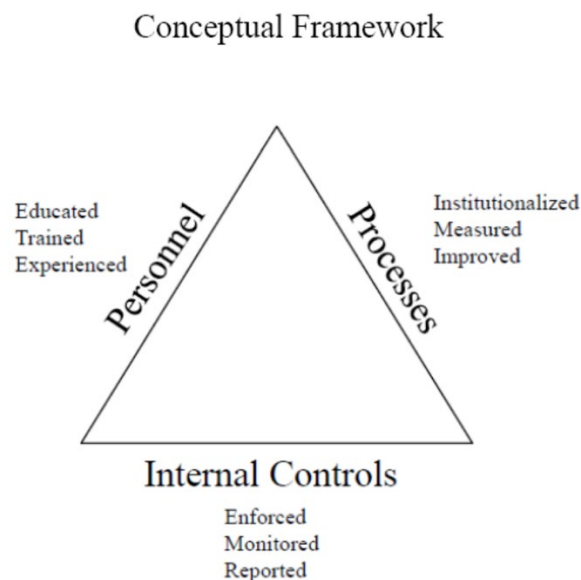 Conceptual Framework
Educated
Trained
Experienced
Personnel
Processes
Institutionalized
Measured
Improved
Internal Controls
Enforced
Monitored
Reported